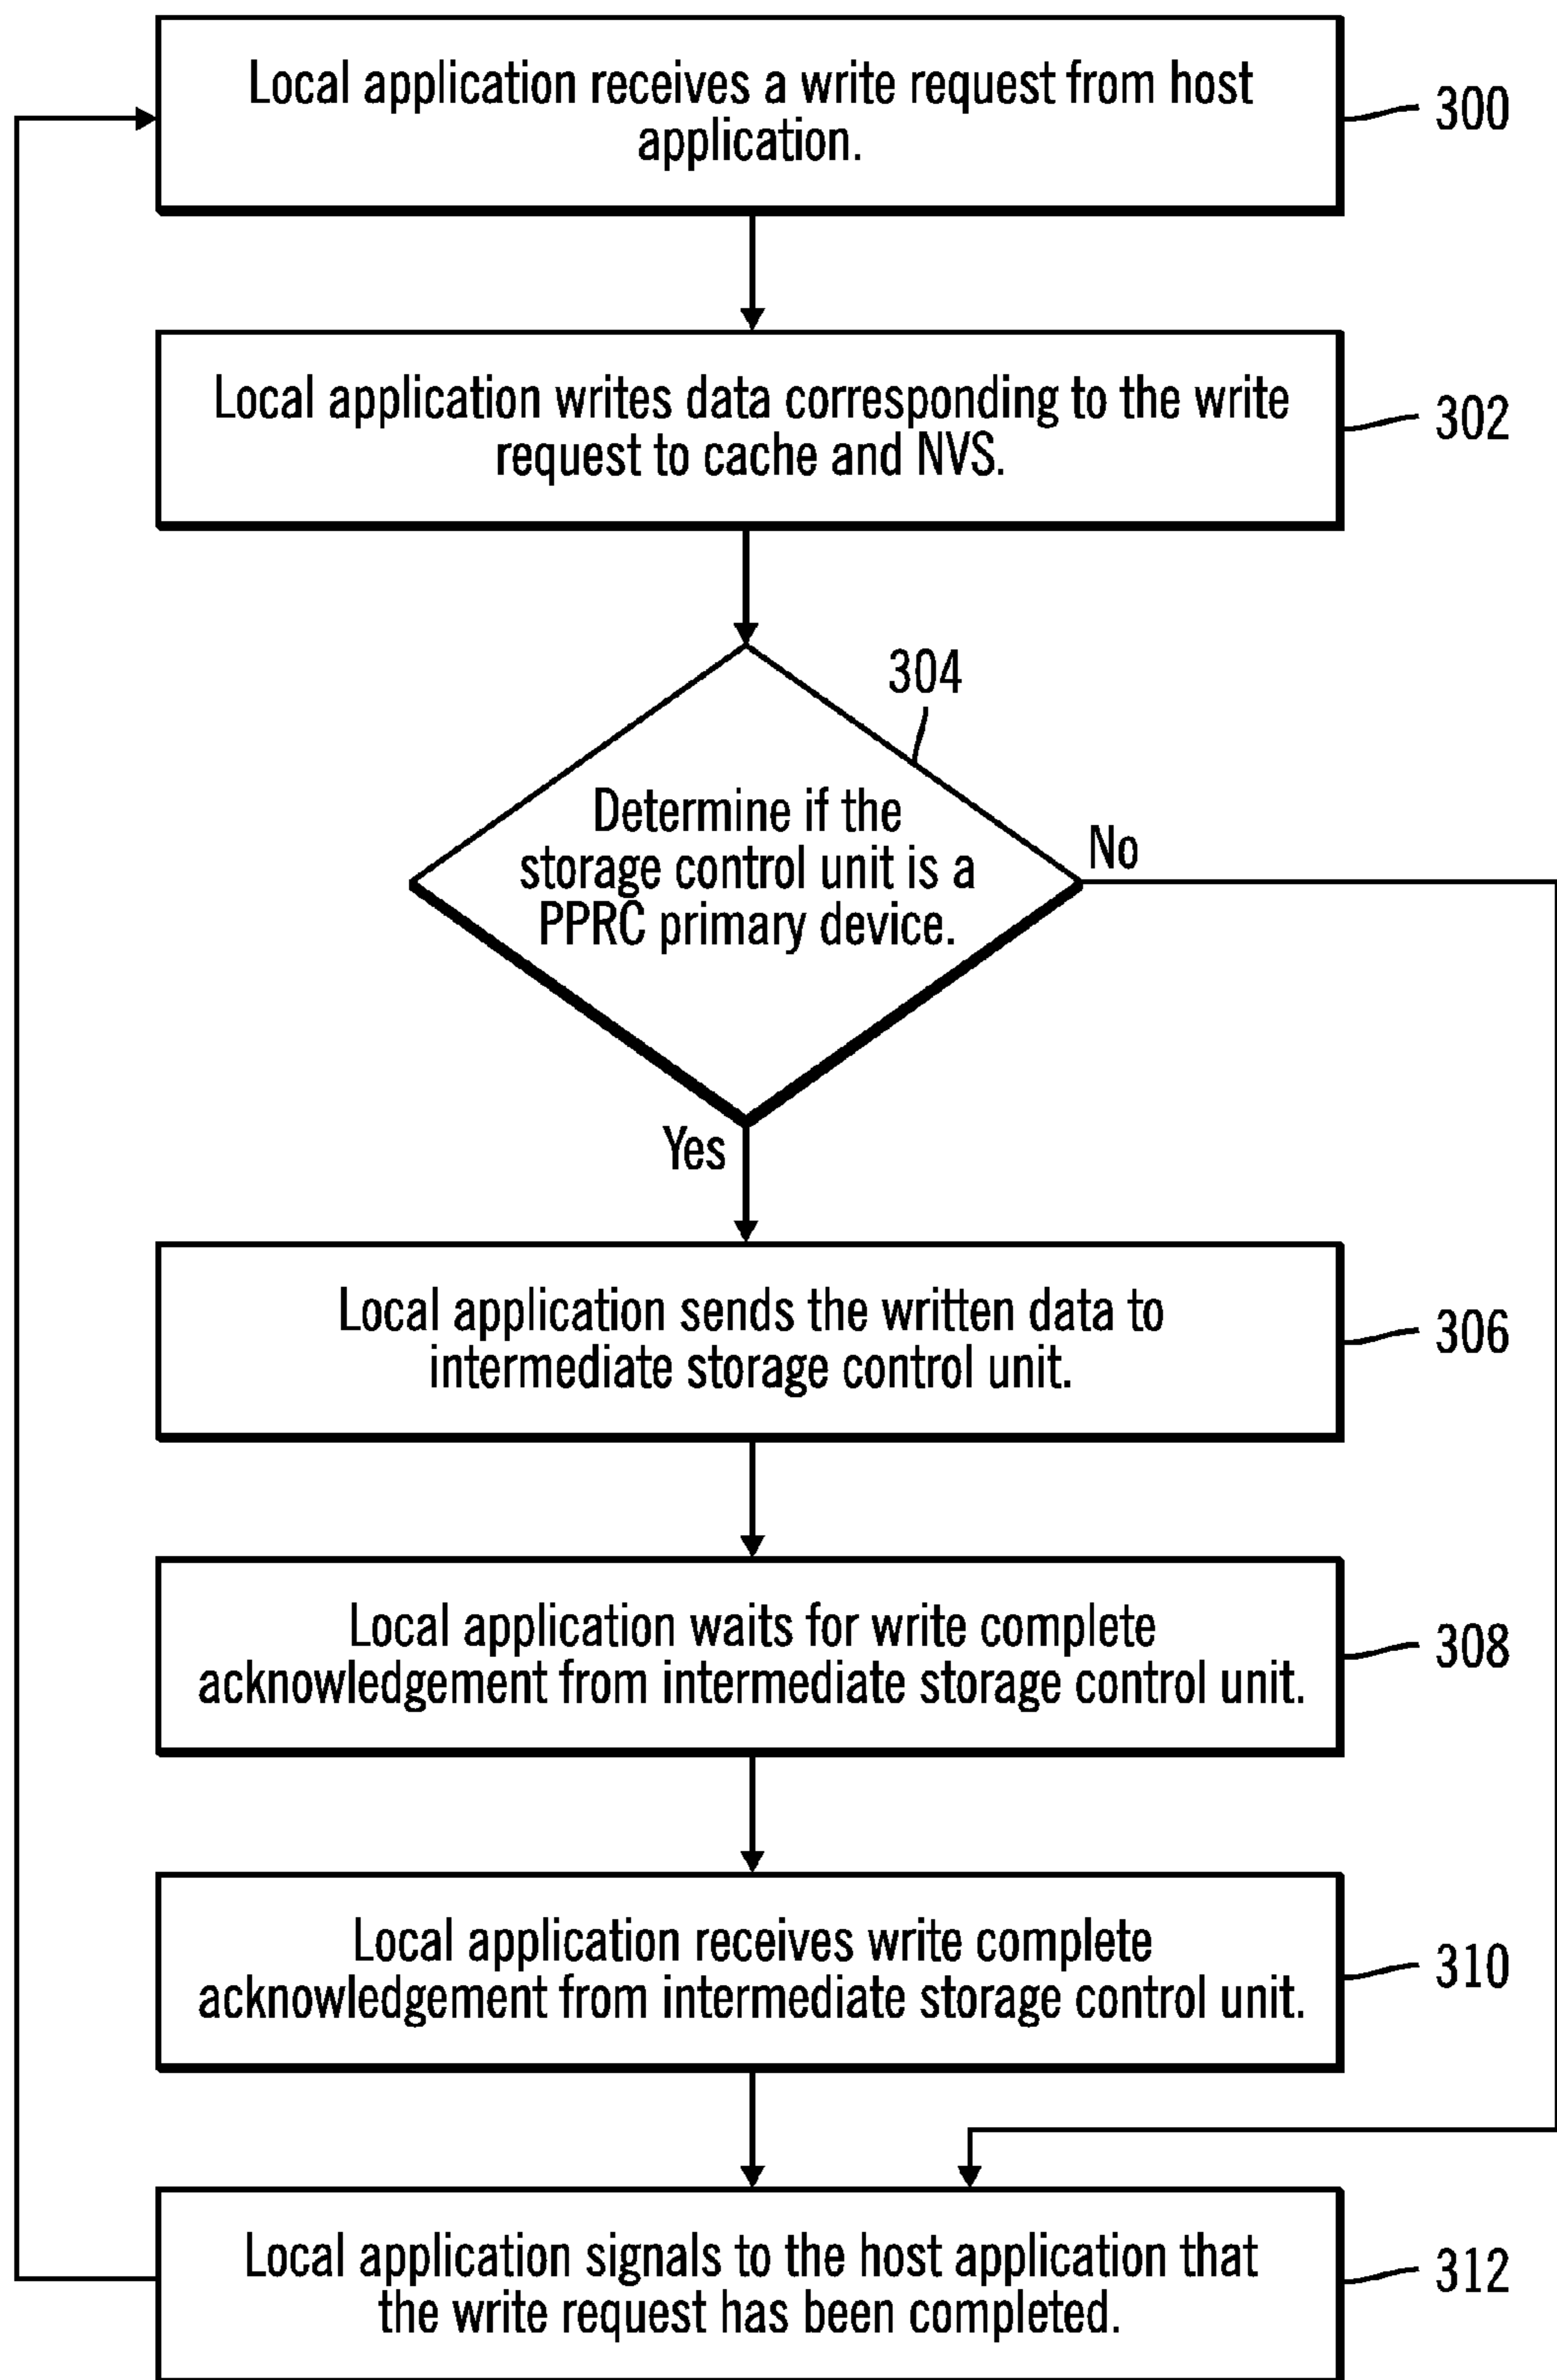 Local application receives a write request from host
application.
300
Local application writes data corresponding to the write
request to cache and NVS.
302
304
Determine if the
storage control unit is a
PPRC primary device.
No
Yes
Local application sends the written data to
intermediate storage control unit.
306
Local application waits for write complete
acknowledgement from intermediate storage control unit.
308
Local application receives write complete
acknowledgement from intermediate storage control unit.
310
Local application signals to the host application that
the write request has been completed.
312